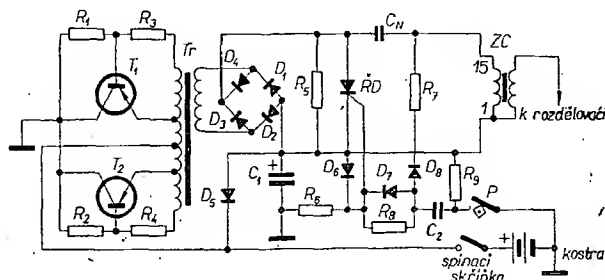 R1
R3
Tr
CN
ZC
T1
D4
D1
R5
ŘD
R7
15
1
k rozdělovači
D3
D2
T2
D5
+
C1
D6
D7
D8
R9
R6
R8
C2
P
R2
R4
+
kostra
spínací
skříňka